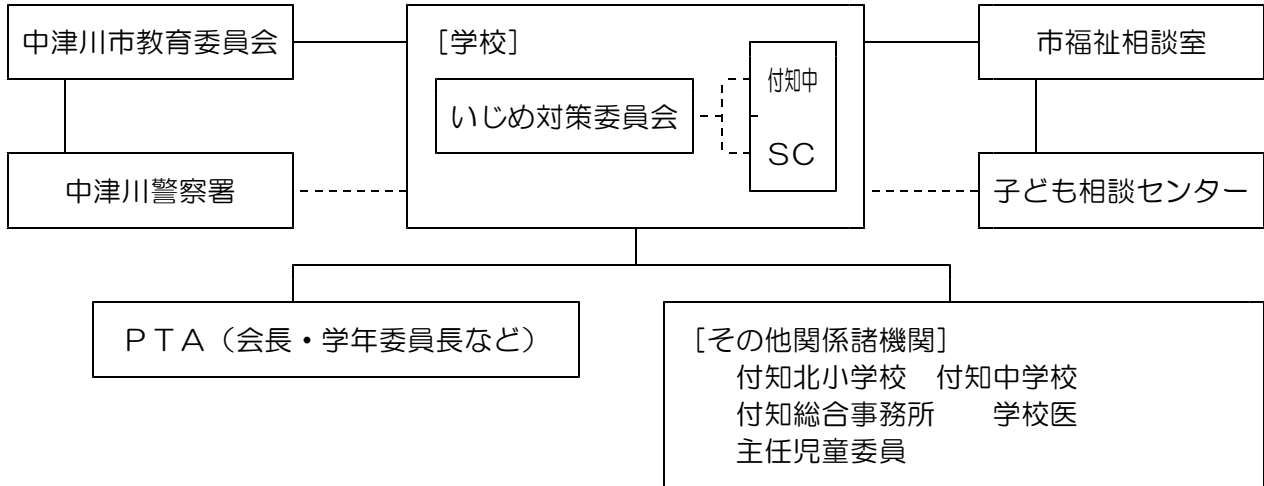 中津川市教育委員会
[学校]
市福祉相談室
付知中
いじめ対策委員会
ＳＣ
中津川警察署
子ども相談センター
ＰＴＡ（会長・学年委員長など）
[その他関係諸機関]
付知北小学校　付知中学校
付知総合事務所　　学校医
主任児童委員